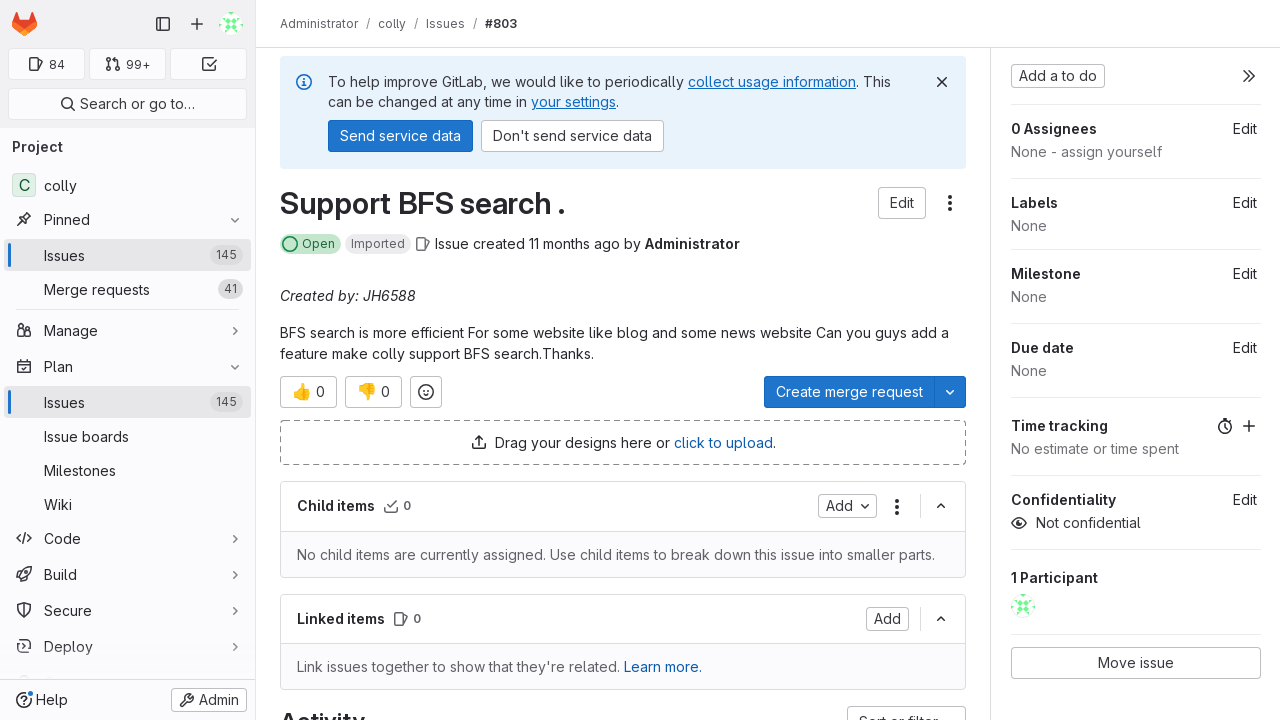 Administrator / colly / Issues / #803
84
99+
Search or go to…
Project
C colly
Pinned
Issues 145
Merge requests 41
Manage
Plan
Issues 145
Issue boards
Milestones
Wiki
Code
Build
Secure
Deploy
Help
Admin
To help improve GitLab, we would like to periodically collect usage information. This
can be changed at any time in your settings.
Send service data
Don't send service data
Support BFS search .
Edit
Open Imported Issue created 11 months ago by Administrator
Created by: JH6588
BFS search is more efficient For some website like blog and some news website Can you guys add a
feature make colly support BFS search.Thanks.
👍 0
👎 0
Create merge request
Drag your designs here or click to upload.
Child items 0
Add
No child items are currently assigned. Use child items to break down this issue into smaller parts.
Linked items 0
Add
Link issues together to show that they're related. Learn more.
Activity
Sort or filter
Add a to do
0 Assignees Edit
None - assign yourself
Labels Edit
None
Milestone Edit
None
Due date Edit
None
Time tracking
No estimate or time spent
Confidentiality Edit
Not confidential
1 Participant
Move issue